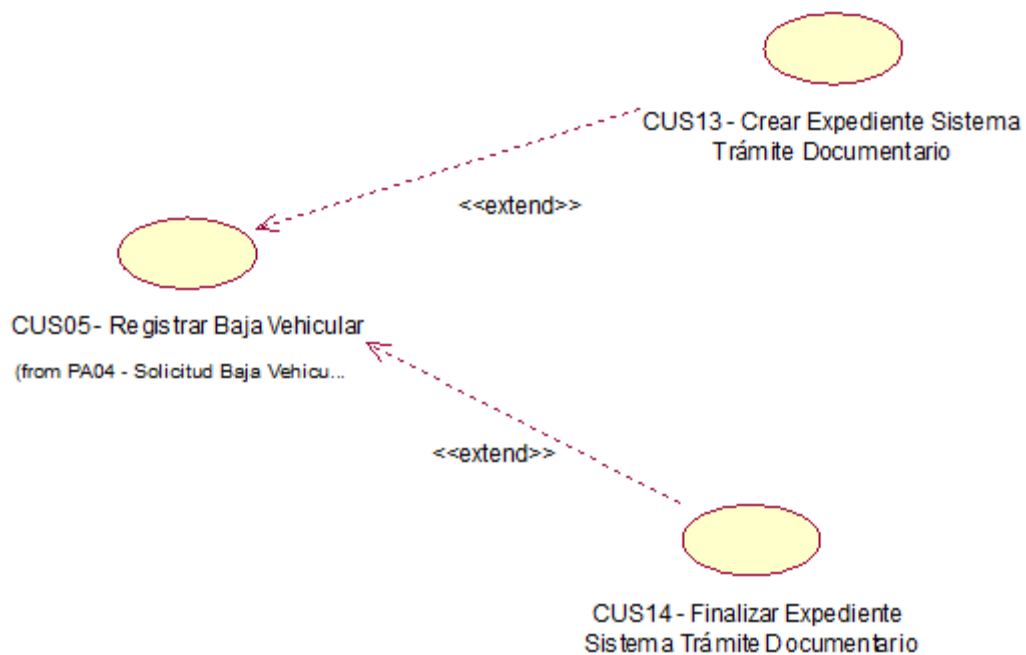 CUS13 - Crear Expediente Sistema
Trámite Documentario
<<extend>>
CUS05 - Registrar Baja Vehicular
(from PA04 - Solicitud Baja Vehicu...
<<extend>>
CUS14 - Finalizar Expediente
Sistema Trámite Documentario